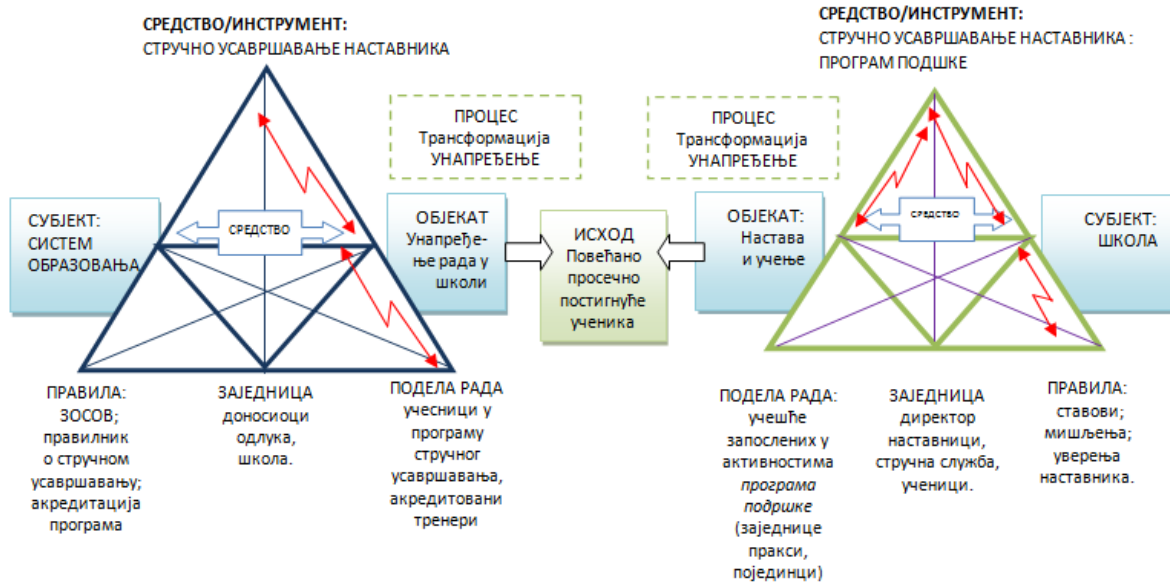 СРЕДСТВО/ИНСТРУМЕНТ:
СТРУЧНО УСАВРШАВАЊЕ НАСТАВНИКА
СРЕДСТВО/ИНСТРУМЕНТ:
СТРУЧНО УСАВРШАВАЊЕ НАСТАВНИКА :
ПРОГРАМ ПОДШКЕ
ПРОЦЕС
Трансформација
УНАПРЕЂЕЊЕ
ПРОЦЕС
Трансформација
УНАПРЕЂЕЊЕ
СУБЈЕКТ:
СИСТЕМ
ОБРАЗОВАЊА
СРЕДСТВО
ОБЈЕКАТ
Унапређе-
ње рада у
школи
ИСХОД
Повећано
просечно
постигнуће
ученика
ОБЈЕКАТ:
Настава
и учење
СРЕДСТВО
СУБЈЕКТ:
ШКОЛА
ПРАВИЛА:
ЗОСОВ;
правилник
о стручном
усавршавању;
акредитација
програма
ЗАЈЕДНИЦА
доносиоци
одлука,
школа.
ПОДЕЛА РАДА
учесници у
програму
стручног
усавршавања,
акредитовани
тренери
ПОДЕЛА РАДА:
учешће
запослених у
активностима
програма
подршке
(заједнице
пракси,
појединци)
ЗАЈЕДНИЦА
директор
наставници,
стручна служба,
ученици.
ПРАВИЛА:
ставови;
мишљења;
уверења
наставника.